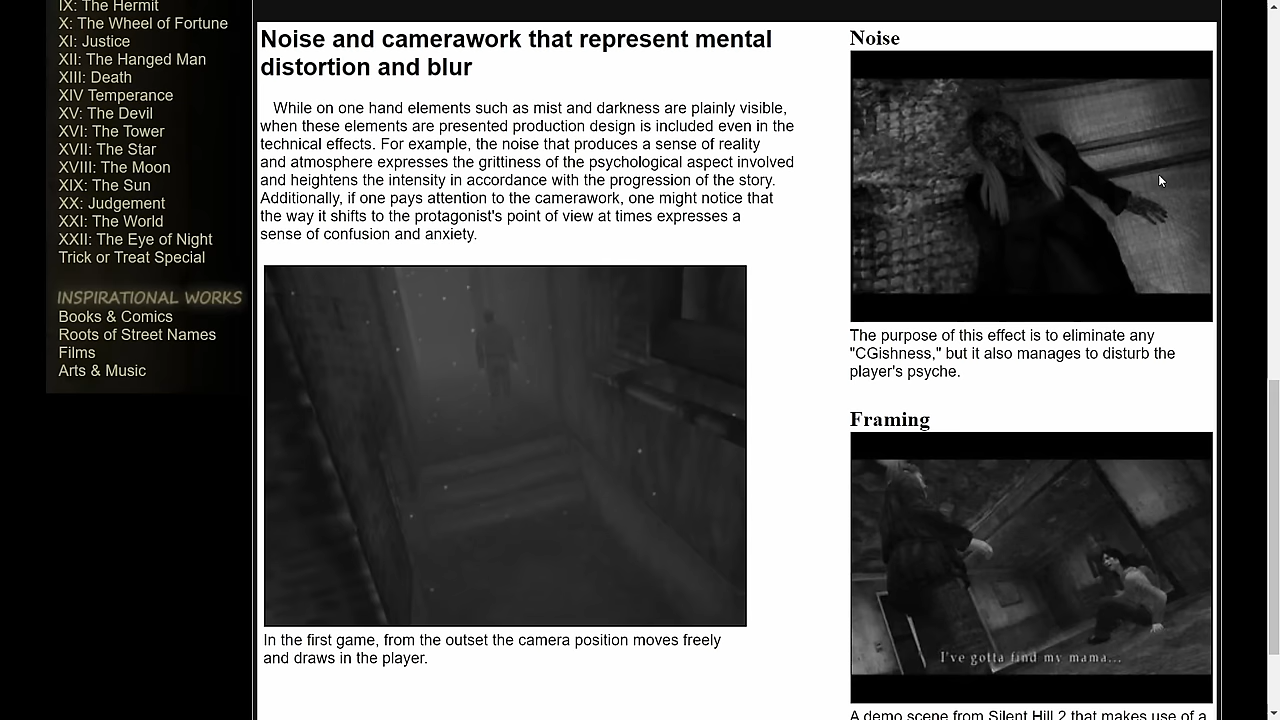 IX: The Hermit
X: The Wheel of Fortune
XI: Justice
XII: The Hanged Man
XIII: Death
XIV Temperance
XV: The Devil
XVI: The Tower
XVII: The Star
XVIII: The Moon
XIX: The Sun
XX: Judgement
XXI: The World
XXII: The Eye of Night
Trick or Treat Special
INSPIRATIONAL WORKS
Books & Comics
Roots of Street Names
Films
Arts & Music
Noise and camerawork that represent mental
distortion and blur
While on one hand elements such as mist and darkness are plainly visible,
when these elements are presented production design is included even in the
technical effects. For example, the noise that produces a sense of reality
and atmosphere expresses the grittiness of the psychological aspect involved
and heightens the intensity in accordance with the progression of the story.
Additionally, if one pays attention to the camerawork, one might notice that
the way it shifts to the protagonist's point of view at times expresses a
sense of confusion and anxiety.
In the first game, from the outset the camera position moves freely
and draws in the player.
Noise
The purpose of this effect is to eliminate any
"CGishness," but it also manages to disturb the
player's psyche.
Framing
I've gotta find my mama...
A demo scene from Silent Hill 2 that makes use of a